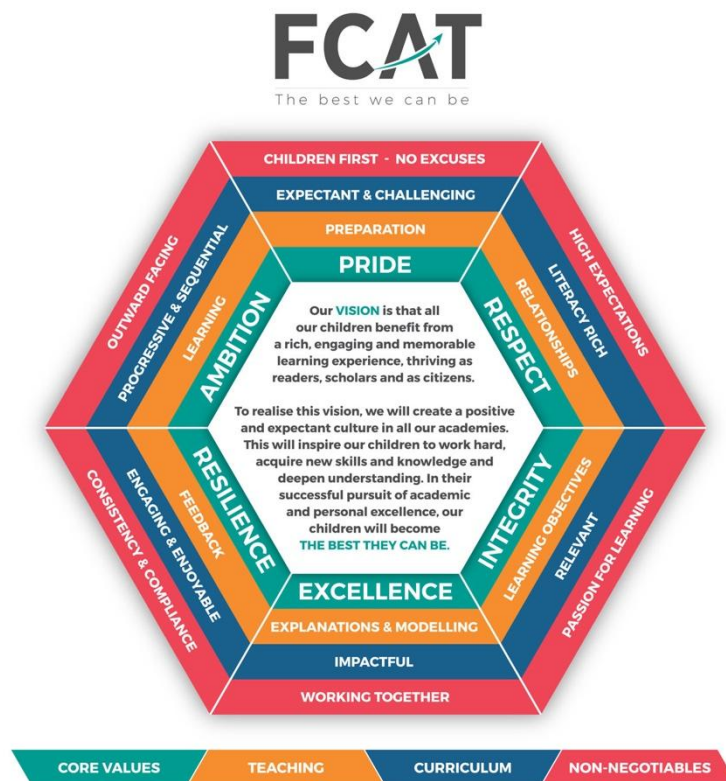 FCAT
The best we can be
CHILDREN FIRST - NO EXCUSES
EXPECTANT & CHALLENGING
PREPARATION
PRIDE
OUTWARD FACING
PROGRESSIVE & SEQUENTIAL
LEARNING
AMBITION
RESPECT
RELATIONSHIPS
LITERACY RICH
HIGH EXPECTATIONS
Our VISION is that all
our children benefit from
a rich, engaging and memorable
learning experience, thriving as
readers, scholars and as citizens.
To realise this vision, we will create a positive
and expectant culture in all our academies.
This will inspire our children to work hard,
acquire new skills and knowledge and
deepen understanding. In their
successful pursuit of academic
and personal excellence, our
children will become
THE BEST THEY CAN BE.
CONSISTENCY & COMPLIANCE
ENGAGING & ENJOYABLE
FEEDBACK
RESILIENCE
INTEGRITY
LEARNING OBJECTIVES
RELEVANT
PASSION FOR LEARNING
EXCELLENCE
EXPLANATIONS & MODELLING
IMPACTFUL
WORKING TOGETHER
CORE VALUES
TEACHING
CURRICULUM
NON-NEGOTIABLES